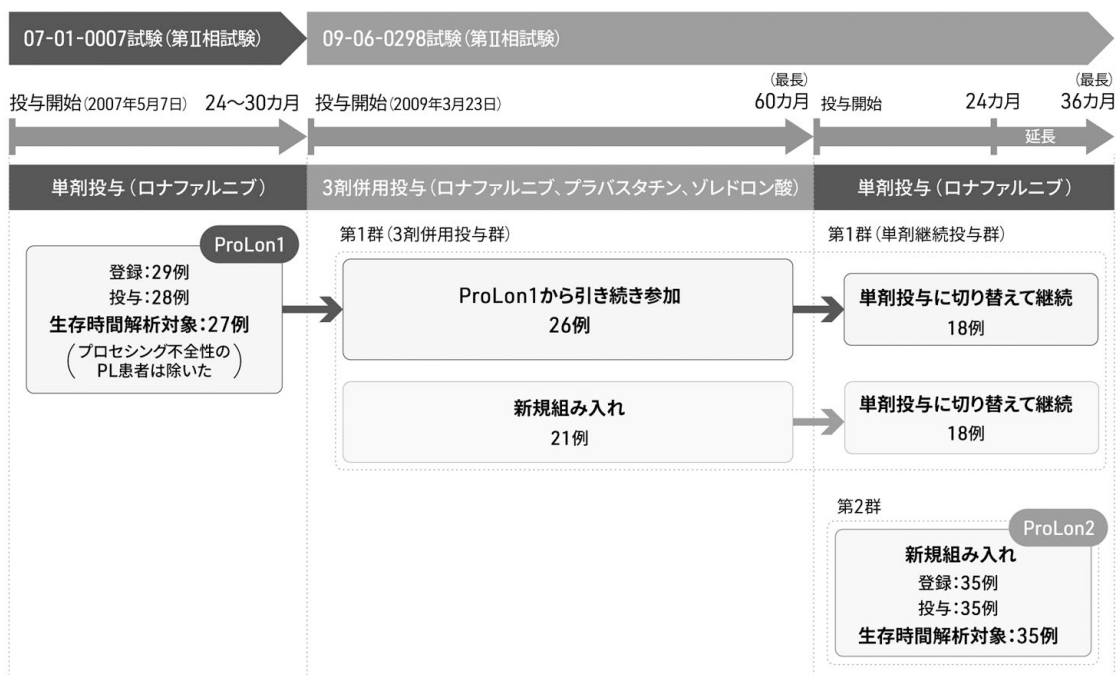 07-01-0007試験（第Ⅱ相試験）
09-06-0298試験（第Ⅱ相試験）
投与開始（2007年5月7日） 24〜30カ月
投与開始（2009年3月23日）
（最長）
60カ月
投与開始
24カ月
（最長）
36カ月
延長
単剤投与（ロナファルニブ）
3剤併用投与（ロナファルニブ、プラバスタチン、ゾレドロン酸）
単剤投与（ロナファルニブ）
ProLon1
登録：29例
投与：28例
生存時間解析対象：27例
（プロセシング不全性の
PL患者は除いた）
第1群（3剤併用投与群）
ProLon1から引き続き参加
26例
新規組み入れ
21例
第1群（単剤継続投与群）
単剤投与に切り替えて継続
18例
単剤投与に切り替えて継続
18例
第2群
ProLon2
新規組み入れ
登録：35例
投与：35例
生存時間解析対象：35例